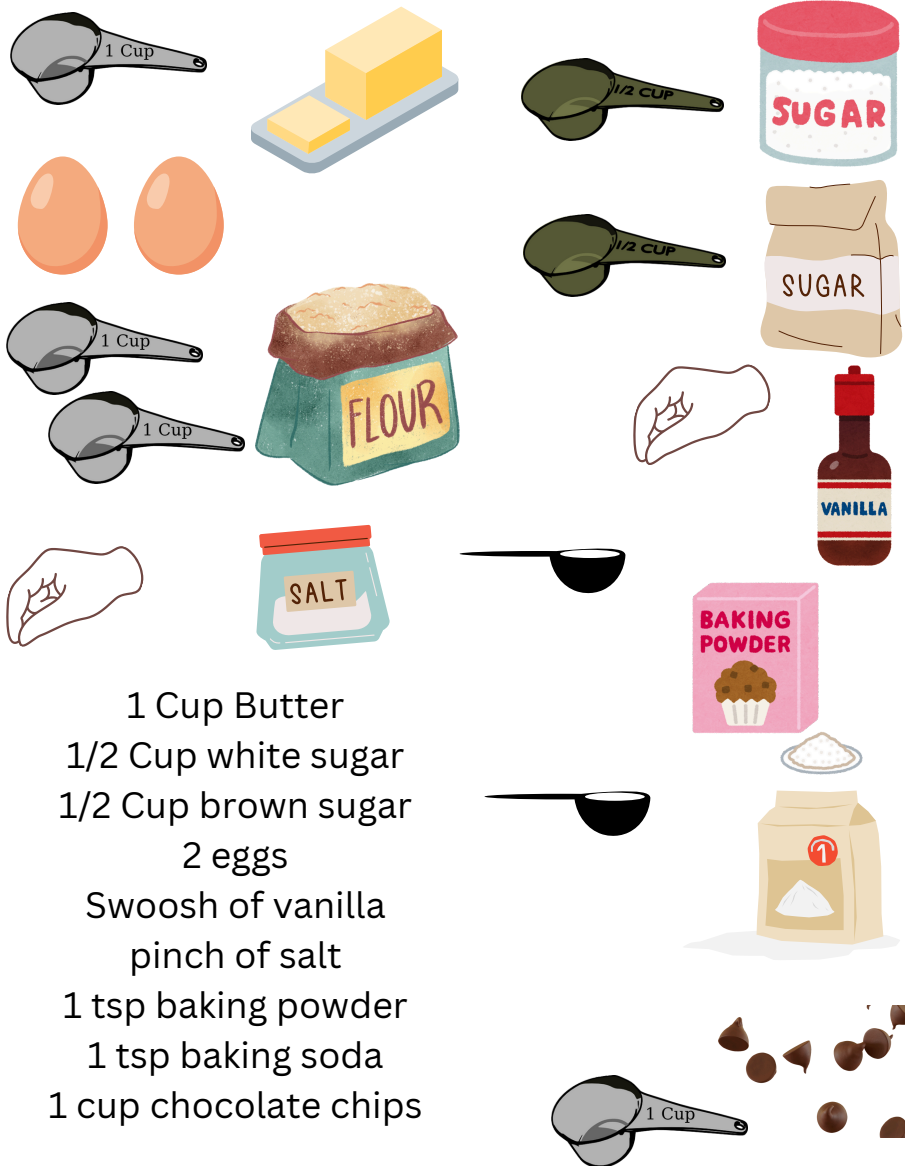 1 Cup
1/2 CUP
SUGAR
1/2 CUP
SUGAR
1 Cup
1 Cup
FLOUR
VANILLA
SALT
BAKING
POWDER
1
1 Cup Butter
1/2 Cup white sugar
1/2 Cup brown sugar
2 eggs
Swoosh of vanilla
pinch of salt
1 tsp baking powder
1 tsp baking soda
1 cup chocolate chips
1 Cup